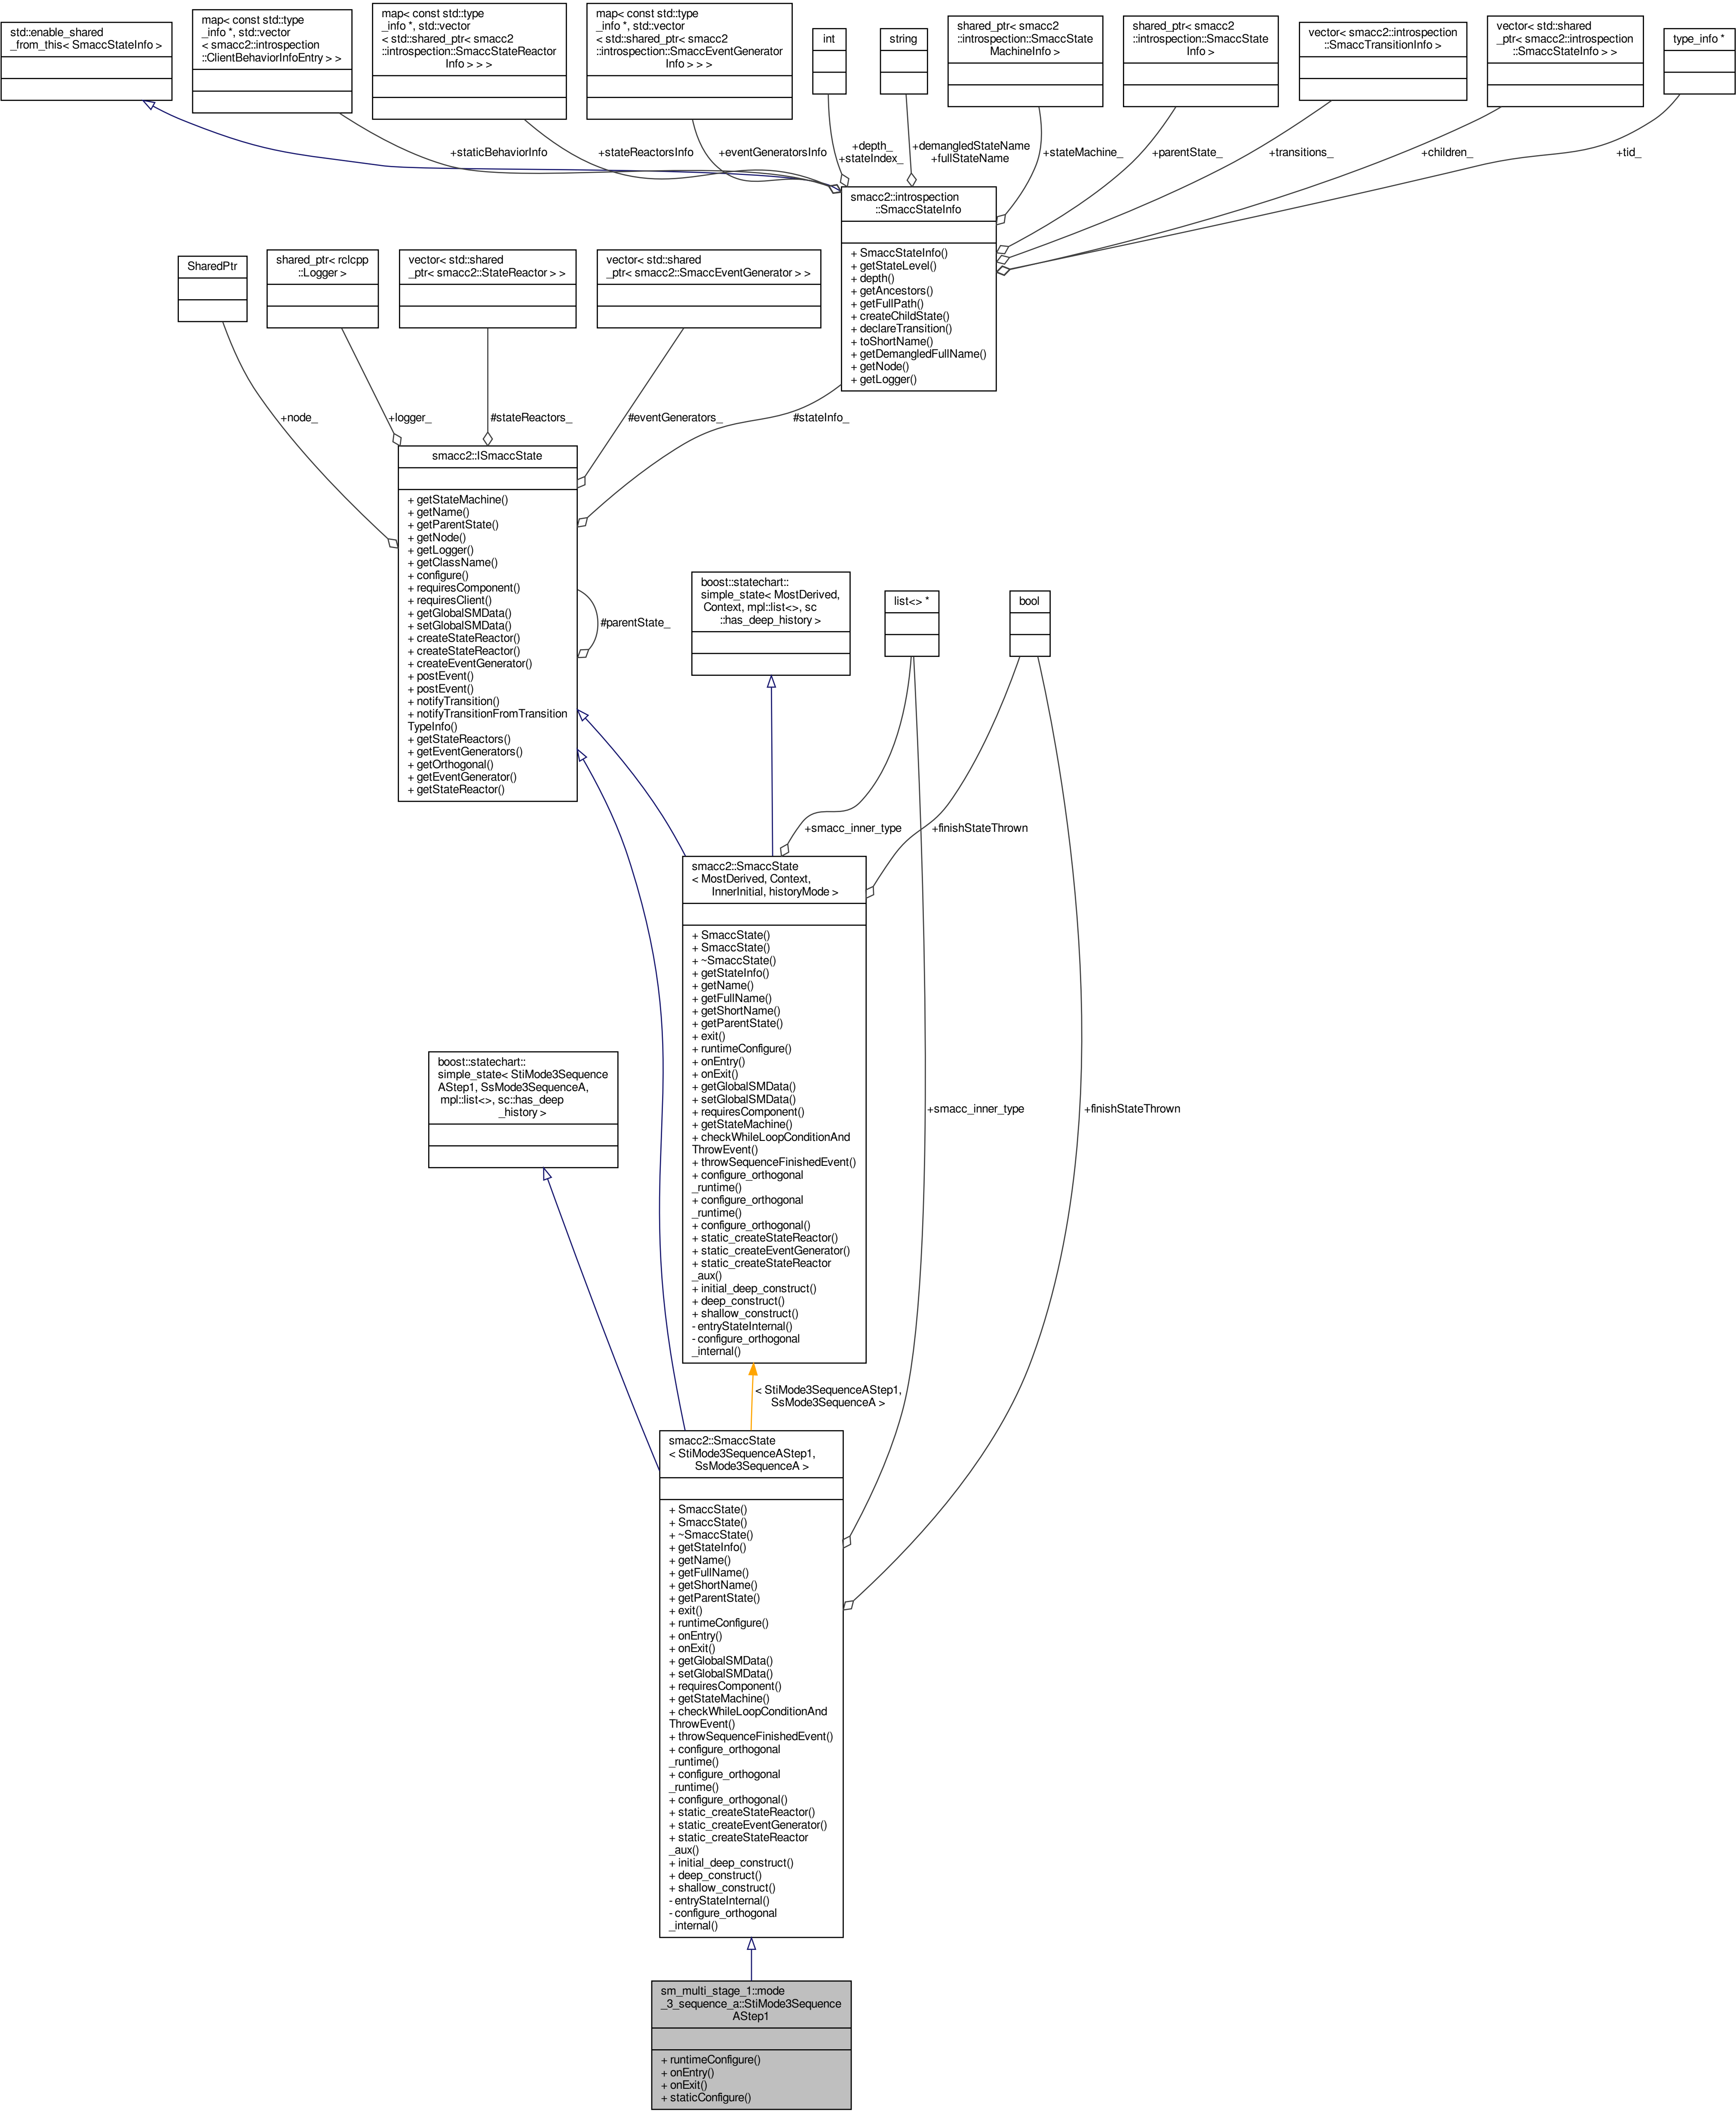 std::enable_shared
_from_this< SmaccStateInfo >
map< const std::type
_info *, std::vector
< smacc2::introspection
::ClientBehaviorInfoEntry > >
map< const std::type
_info *, std::vector
< std::shared_ptr< smacc2
::introspection::SmaccStateReactor
Info > > >
map< const std::type
_info *, std::vector
< std::shared_ptr< smacc2
::introspection::SmaccEventGenerator
Info > > >
int
string
shared_ptr< smacc2
::introspection::SmaccState
MachineInfo >
shared_ptr< smacc2
::introspection::SmaccState
Info >
vector< smacc2::introspection
::SmaccTransitionInfo >
vector< std::shared
_ptr< smacc2::introspection
::SmaccStateInfo > >
type_info *
+staticBehaviorInfo
+stateReactorsInfo
+eventGeneratorsInfo
+depth_
+stateIndex_
+demangledStateName
+fullStateName
+stateMachine_
+parentState_
+transitions_
+children_
+tid_
smacc2::introspection
::SmaccStateInfo
+ SmaccStateInfo()
+ getStateLevel()
+ depth()
+ getAncestors()
+ getFullPath()
+ createChildState()
+ declareTransition()
+ toShortName()
+ getDemangledFullName()
+ getNode()
+ getLogger()
SharedPtr
shared_ptr< rclcpp
::Logger >
vector< std::shared
_ptr< smacc2::StateReactor > >
vector< std::shared
_ptr< smacc2::SmaccEventGenerator > >
+node_
+logger_
#stateReactors_
#eventGenerators_
#stateInfo_
smacc2::ISmaccState
+ getStateMachine()
+ getName()
+ getParentState()
+ getNode()
+ getLogger()
+ getClassName()
+ configure()
+ requiresComponent()
+ requiresClient()
+ getGlobalSMData()
+ setGlobalSMData()
+ createStateReactor()
+ createStateReactor()
+ createEventGenerator()
+ postEvent()
+ postEvent()
+ notifyTransition()
+ notifyTransitionFromTransition
TypeInfo()
+ getStateReactors()
+ getEventGenerators()
+ getOrthogonal()
+ getEventGenerator()
+ getStateReactor()
#parentState_
boost::statechart::
simple_state< MostDerived,
Context, mpl::list<>, sc
::has_deep_history >
list<> *
bool
+smacc_inner_type
+finishStateThrown
smacc2::SmaccState
< MostDerived, Context,
InnerInitial, historyMode >
+ SmaccState()
+ SmaccState()
+ ~SmaccState()
+ getStateInfo()
+ getName()
+ getFullName()
+ getShortName()
+ getParentState()
+ exit()
+ runtimeConfigure()
+ onEntry()
+ onExit()
+ getGlobalSMData()
+ setGlobalSMData()
+ requiresComponent()
+ getStateMachine()
+ checkWhileLoopConditionAnd
ThrowEvent()
+ throwSequenceFinishedEvent()
+ configure_orthogonal
_runtime()
+ configure_orthogonal
_runtime()
+ configure_orthogonal()
+ static_createStateReactor()
+ static_createEventGenerator()
+ static_createStateReactor
_aux()
+ initial_deep_construct()
+ deep_construct()
+ shallow_construct()
- entryStateInternal()
- configure_orthogonal
_internal()
boost::statechart::
simple_state< StiMode3Sequence
AStep1, SsMode3SequenceA,
mpl::list<>, sc::has_deep
_history >
+smacc_inner_type
+finishStateThrown
< StiMode3SequenceAStep1,
SsMode3SequenceA >
smacc2::SmaccState
< StiMode3SequenceAStep1,
SsMode3SequenceA >
+ SmaccState()
+ SmaccState()
+ ~SmaccState()
+ getStateInfo()
+ getName()
+ getFullName()
+ getShortName()
+ getParentState()
+ exit()
+ runtimeConfigure()
+ onEntry()
+ onExit()
+ getGlobalSMData()
+ setGlobalSMData()
+ requiresComponent()
+ getStateMachine()
+ checkWhileLoopConditionAnd
ThrowEvent()
+ throwSequenceFinishedEvent()
+ configure_orthogonal
_runtime()
+ configure_orthogonal
_runtime()
+ configure_orthogonal()
+ static_createStateReactor()
+ static_createEventGenerator()
+ static_createStateReactor
_aux()
+ initial_deep_construct()
+ deep_construct()
+ shallow_construct()
- entryStateInternal()
- configure_orthogonal
_internal()
sm_multi_stage_1::mode
_3_sequence_a::StiMode3Sequence
AStep1
+ runtimeConfigure()
+ onEntry()
+ onExit()
+ staticConfigure()